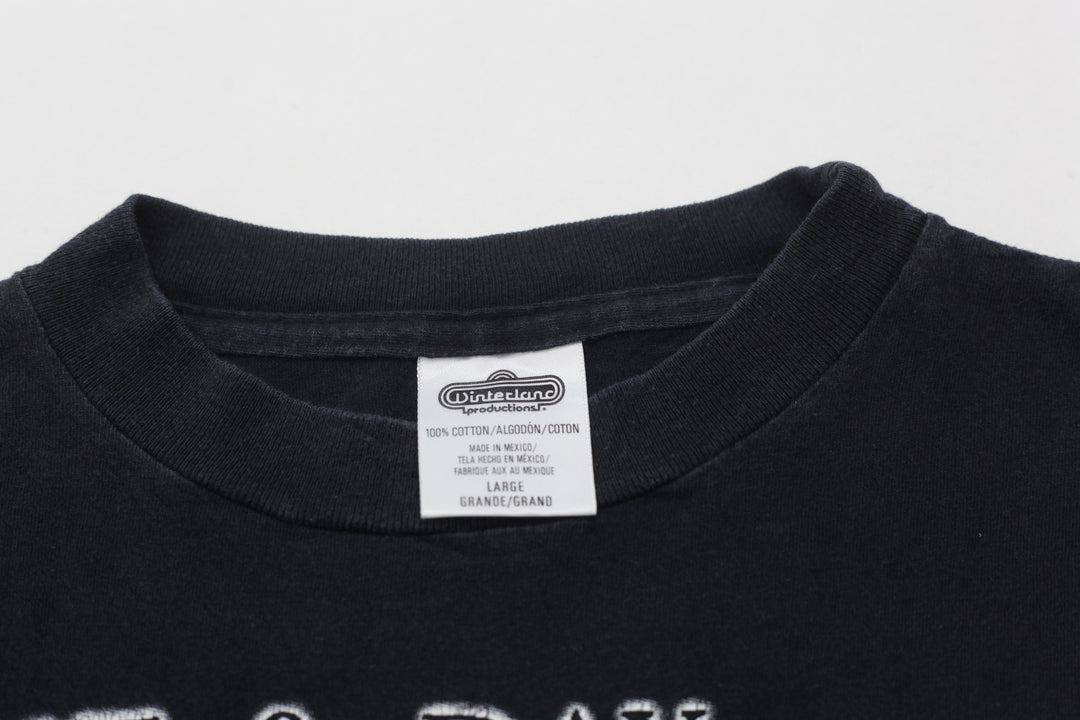 Winterland
productions.
100% COTTON/ALGODÓN/COTON
MADE IN MEXICO/
TELA HECHO EN MÉXICO/
FABRIQUE AUX AU MEXIQUE
LARGE
GRANDE/GRAND